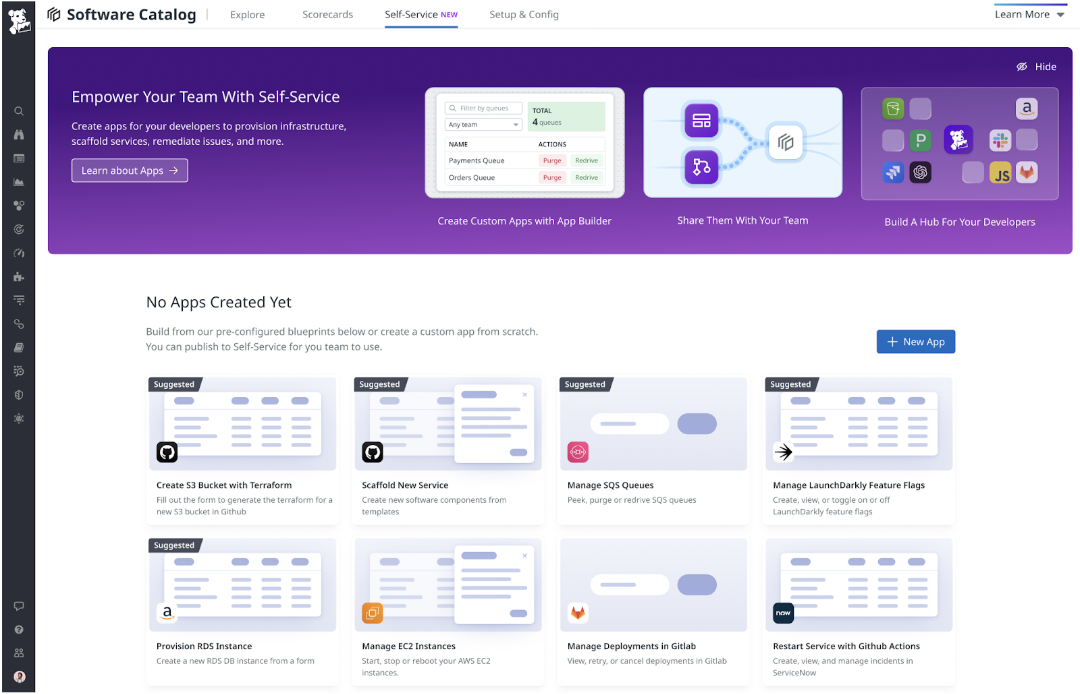 Software Catalog
Explore
Scorecards
Self-Service NEW
Setup & Config
Learn More
Hide
Empower Your Team With Self-Service
Create apps for your developers to provision infrastructure,
scaffold services, remediate issues, and more.
Learn about Apps →
Filter by queues
Any team
TOTAL
4 queues
NAME ACTIONS
Payments Queue Purge Redrive
Orders Queue Purge Redrive
Create Custom Apps with App Builder
Share Them With Your Team
a
P
JS
Build A Hub For Your Developers
No Apps Created Yet
Build from our pre-configured blueprints below or create a custom app from scratch.
You can publish to Self-Service for you team to use.
+ New App
Suggested
Create S3 Bucket with Terraform
Fill out the form to generate the terraform for a
new S3 bucket in Github
Suggested
Scaffold New Service
Create new software components from
templates
Suggested
Manage SQS Queues
Peek, purge or redrive SQS queues
Suggested
Manage LaunchDarkly Feature Flags
Create, view, or toggle on or off
LaunchDarkly feature flags
Suggested
a
Provision RDS Instance
Create a new RDS DB instance from a form
Manage EC2 Instances
Start, stop or reboot your AWS EC2
instances.
Manage Deployments in Gitlab
View, retry, or cancel deployments in Gitlab
now
Restart Service with Github Actions
Create, view, and manage incidents in
ServiceNow